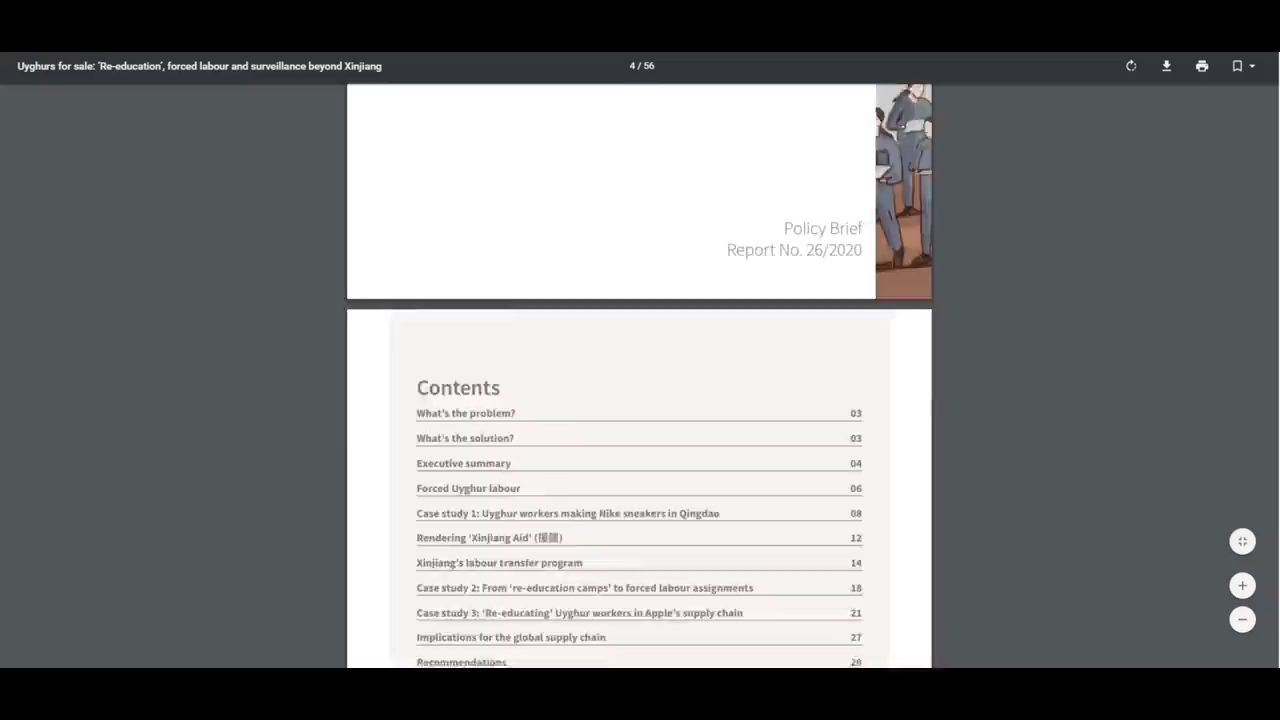 Uyghurs for sale: 'Re-education', forced labour and surveillance beyond Xinjiang
4 / 56
Policy Brief
Report No. 26/2020
Contents
What's the problem? 03
What's the solution? 03
Executive summary 04
Forced Uyghur labour 06
Case study 1: Uyghur workers making Nike sneakers in Qingdao 08
Rendering 'Xinjiang Aid' (援疆) 12
Xinjiang's labour transfer program 14
Case study 2: From 're-education camps' to forced labour assignments 18
Case study 3: 'Re-educating' Uyghur workers in Apple's supply chain 21
Implications for the global supply chain 27
Recommendations